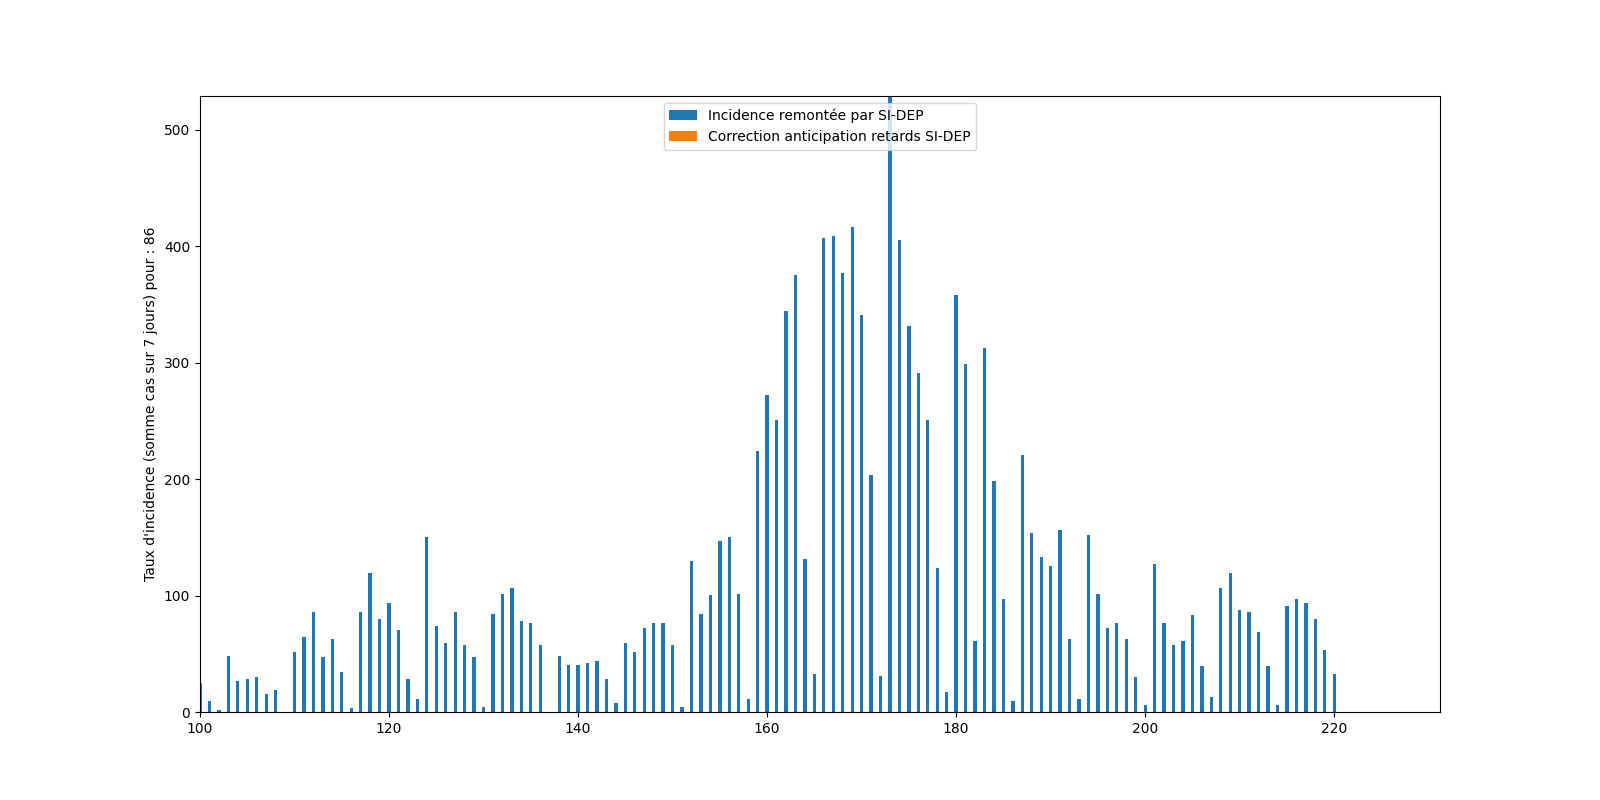 Incidence remontée par SI-DEP
Correction anticipation retards SI-DEP
Taux d'incidence (somme cas sur 7 jours) pour : 86
500
400
300
200
100
0
100 120 140 160 180 200 220